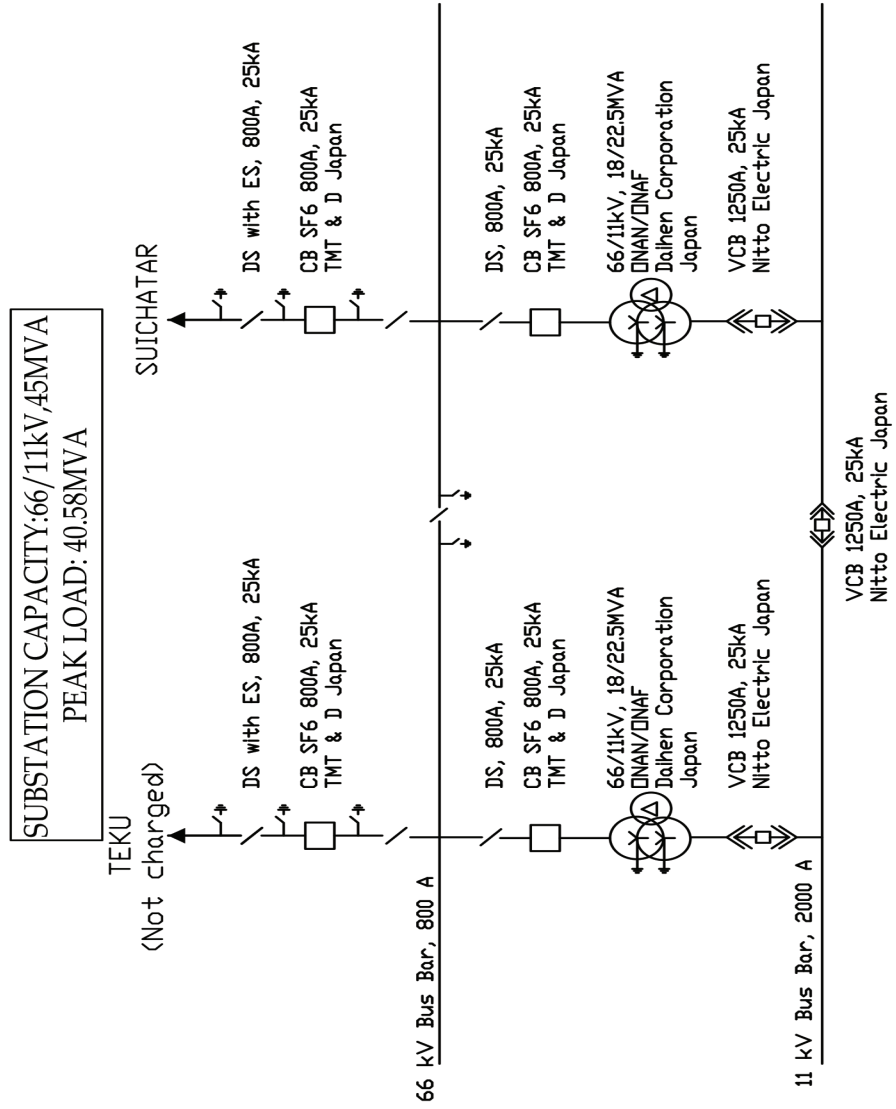 SUBSTATION CAPACITY:66/11kV,45MVA
PEAK LOAD: 40.58MVA
TEKU
(Not charged)
SUICHATAR
DS with ES, 800A, 25kA
CB SF6 800A, 25kA
TMT & D Japan
DS with ES, 800A, 25kA
CB SF6 800A, 25kA
TMT & D Japan
66 kV Bus Bar, 800 A
DS, 800A, 25kA
CB SF6 800A, 25kA
TMT & D Japan
66/11kV, 18/22.5MVA
ONAN/ONAF
Daihen Corporation
Japan
VCB 1250A, 25kA
Nitto Electric Japan
DS, 800A, 25kA
CB SF6 800A, 25kA
TMT & D Japan
66/11kV, 18/22.5MVA
ONAN/ONAF
Daihen Corporation
Japan
VCB 1250A, 25kA
Nitto Electric Japan
11 kV Bus Bar, 2000 A
VCB 1250A, 25kA
Nitto Electric Japan